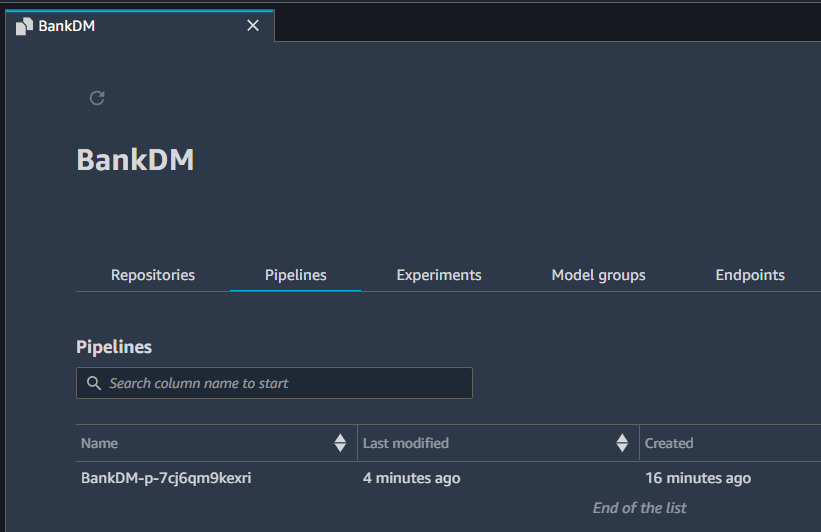 BankDM
BankDM
Repositories Pipelines Experiments Model groups Endpoints
Pipelines
Search column name to start
Name Last modified Created
BankDM-p-7cj6qm9kexri 4 minutes ago 16 minutes ago
End of the list